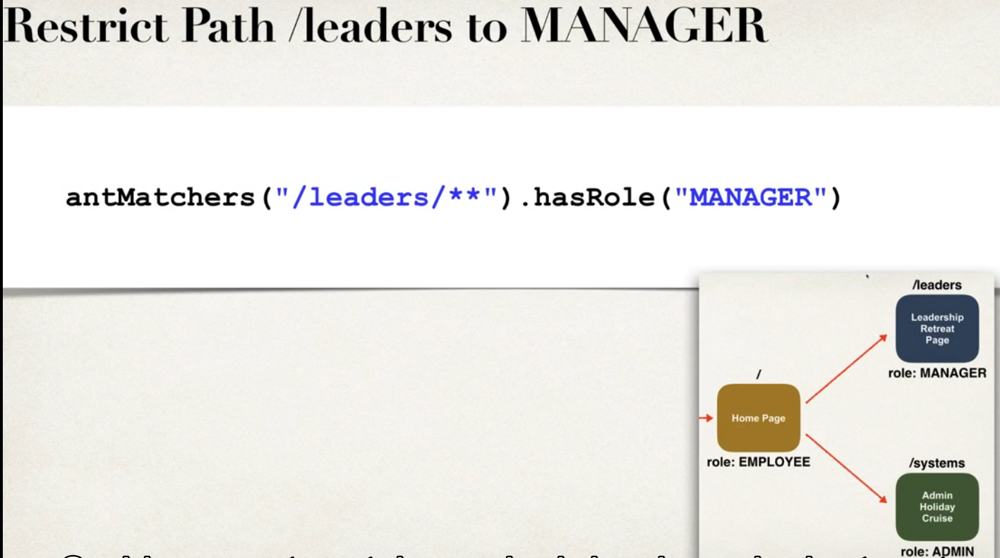 Restrict Path /leaders to MANAGER
antMatchers("/leaders/**").hasRole("MANAGER")
/leaders
Leadership
Retreat
Page
role: MANAGER
/
Home Page
role: EMPLOYEE
/systems
Admin
Holiday
Cruise
role: ADMIN